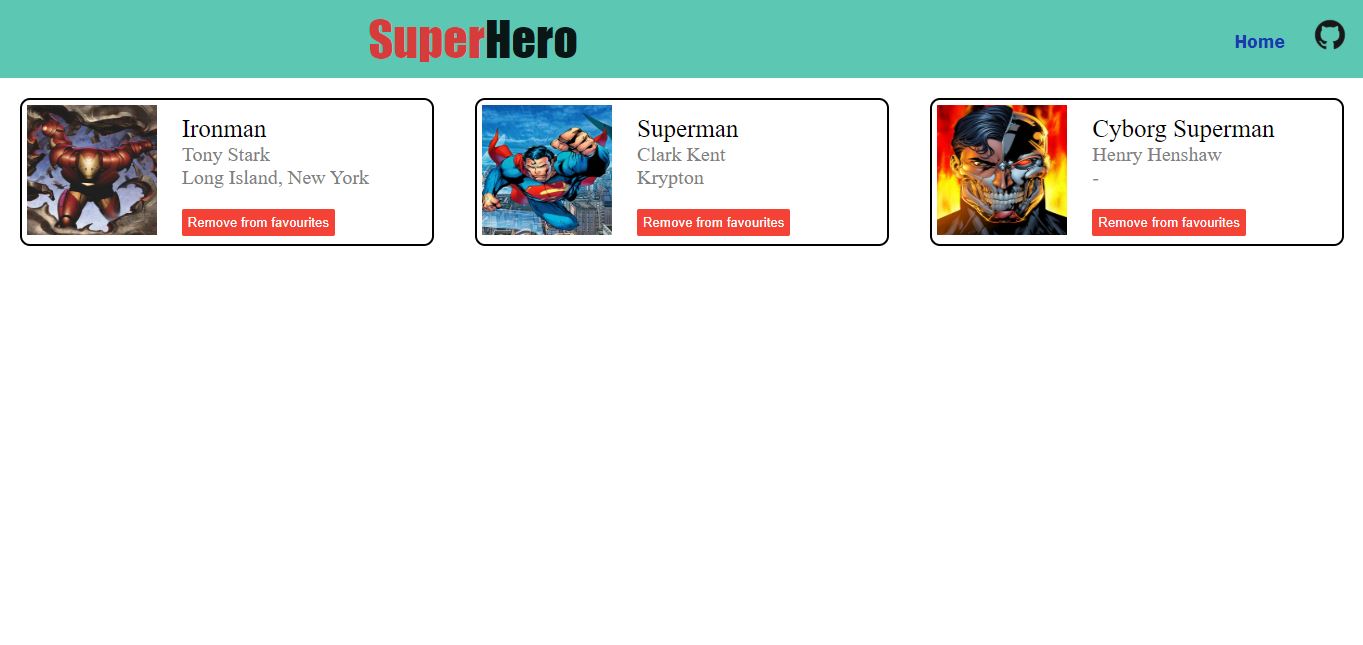 SuperHero
Home
Ironman
Tony Stark
Long Island, New York
Remove from favourites
Superman
Clark Kent
Krypton
Remove from favourites
Cyborg Superman
Henry Henshaw
-
Remove from favourites